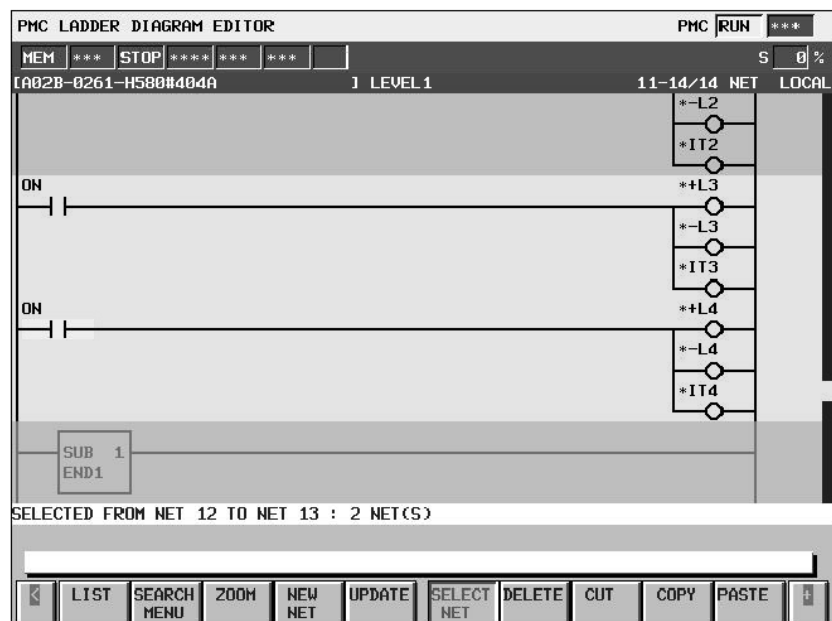 PMC LADDER DIAGRAM EDITOR PMC RUN ***
MEM *** STOP **** *** *** S 0 %
[A02B-0261-H580#404A ] LEVEL1 11-14/14 NET LOCAL
*-L2
*IT2
ON *+L3
*-L3
*IT3
ON *+L4
*-L4
*IT4
SUB 1
END1
SELECTED FROM NET 12 TO NET 13 : 2 NET(S)
< LIST SEARCH MENU ZOOM NEW NET UPDATE SELECT NET DELETE CUT COPY PASTE +